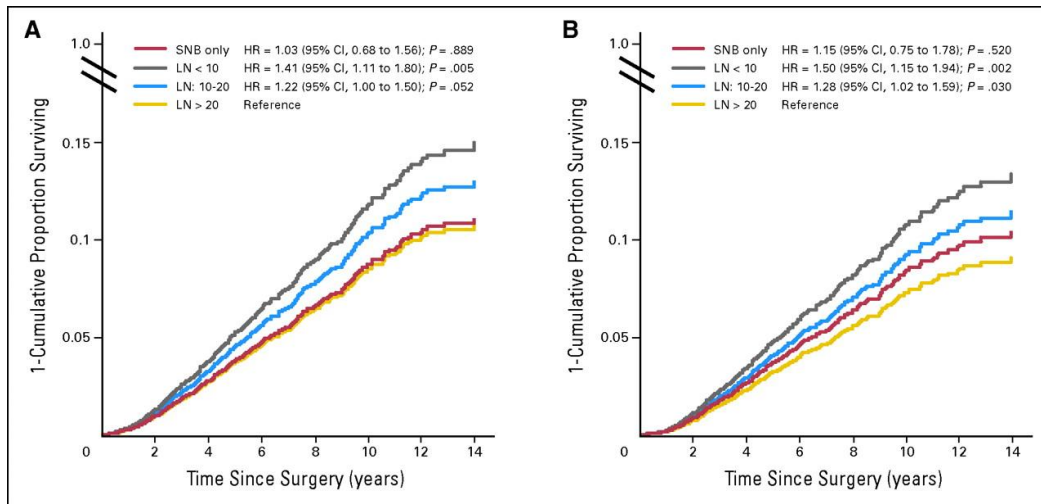 A
1.0
SNB only HR = 1.03 (95% CI, 0.68 to 1.56); P = .889
LN < 10 HR = 1.41 (95% CI, 1.11 to 1.80); P = .005
LN: 10-20 HR = 1.22 (95% CI, 1.00 to 1.50); P = .052
LN > 20 Reference
1-Cumulative Proportion Surviving
0.15
0.1
0.05
0 2 4 6 8 10 12 14
Time Since Surgery (years)
B
1.0
SNB only HR = 1.15 (95% CI, 0.75 to 1.78); P = .520
LN < 10 HR = 1.50 (95% CI, 1.15 to 1.94); P = .002
LN: 10-20 HR = 1.28 (95% CI, 1.02 to 1.59); P = .030
LN > 20 Reference
1-Cumulative Proportion Surviving
0.15
0.1
0.05
0 2 4 6 8 10 12 14
Time Since Surgery (years)